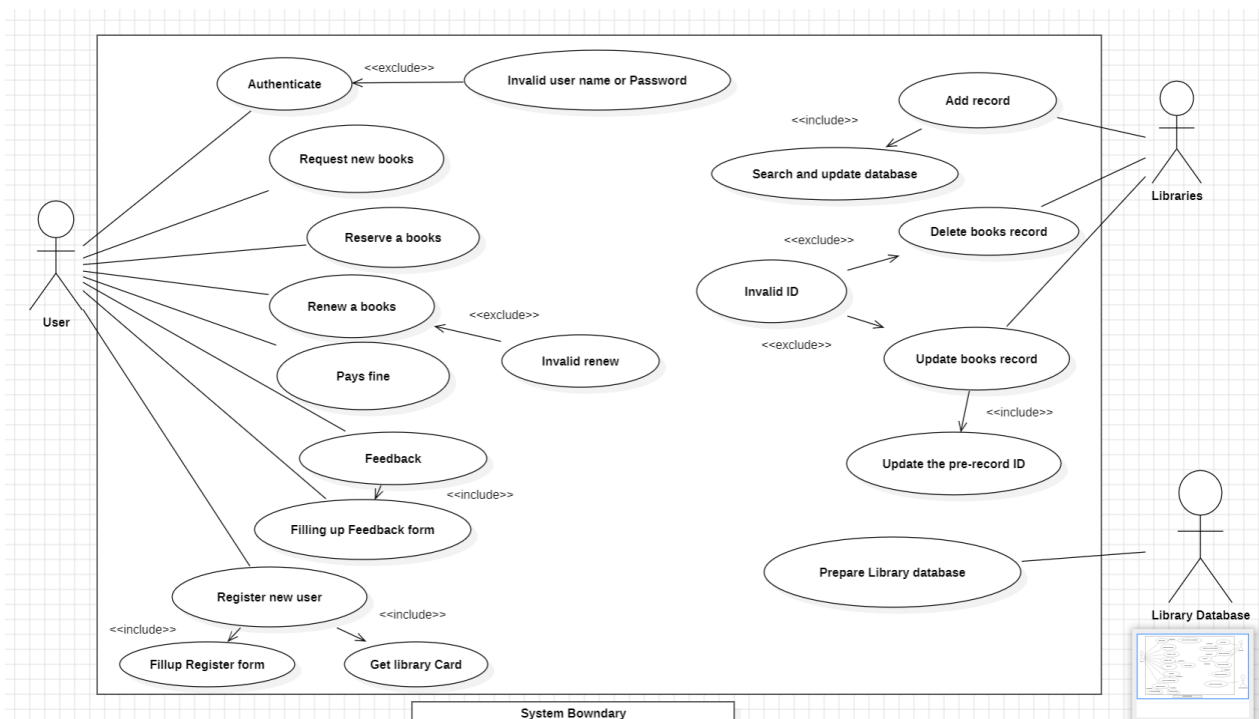 Authenticate
<<exclude>>
Invalid user name or Password
Request new books
Reserve a books
Renew a books
<<exclude>>
Invalid renew
Pays fine
Feedback
<<include>>
Filling up Feedback form
Register new user
<<include>>
<<include>>
Fillup Register form
Get library Card
User
Add record
<<include>>
Search and update database
Delete books record
<<exclude>>
Invalid ID
<<exclude>>
Update books record
<<include>>
Update the pre-record ID
Prepare Library database
Libraries
Library Database
System Bowndary